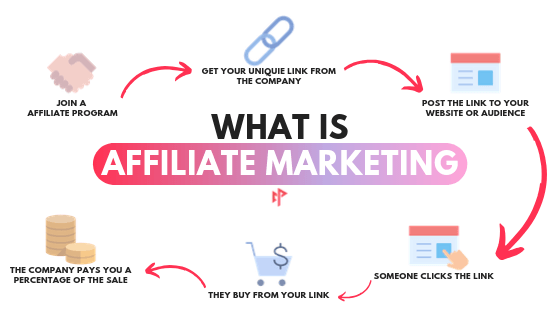 GET YOUR UNIQUIE LINK FROM
THE COMPANY
JOIN A
AFFILIATE PROGRAM
POST THE LINK TO YOUR
WEBSITE OR AUDIENCE
WHAT IS
AFFILIATE MARKETING
THE COMPANY PAYS YOU A
PERCENTAGE OF THE SALE
$
THEY BUY FROM YOUR LINK
SOMEONE CLICKS THE LINK